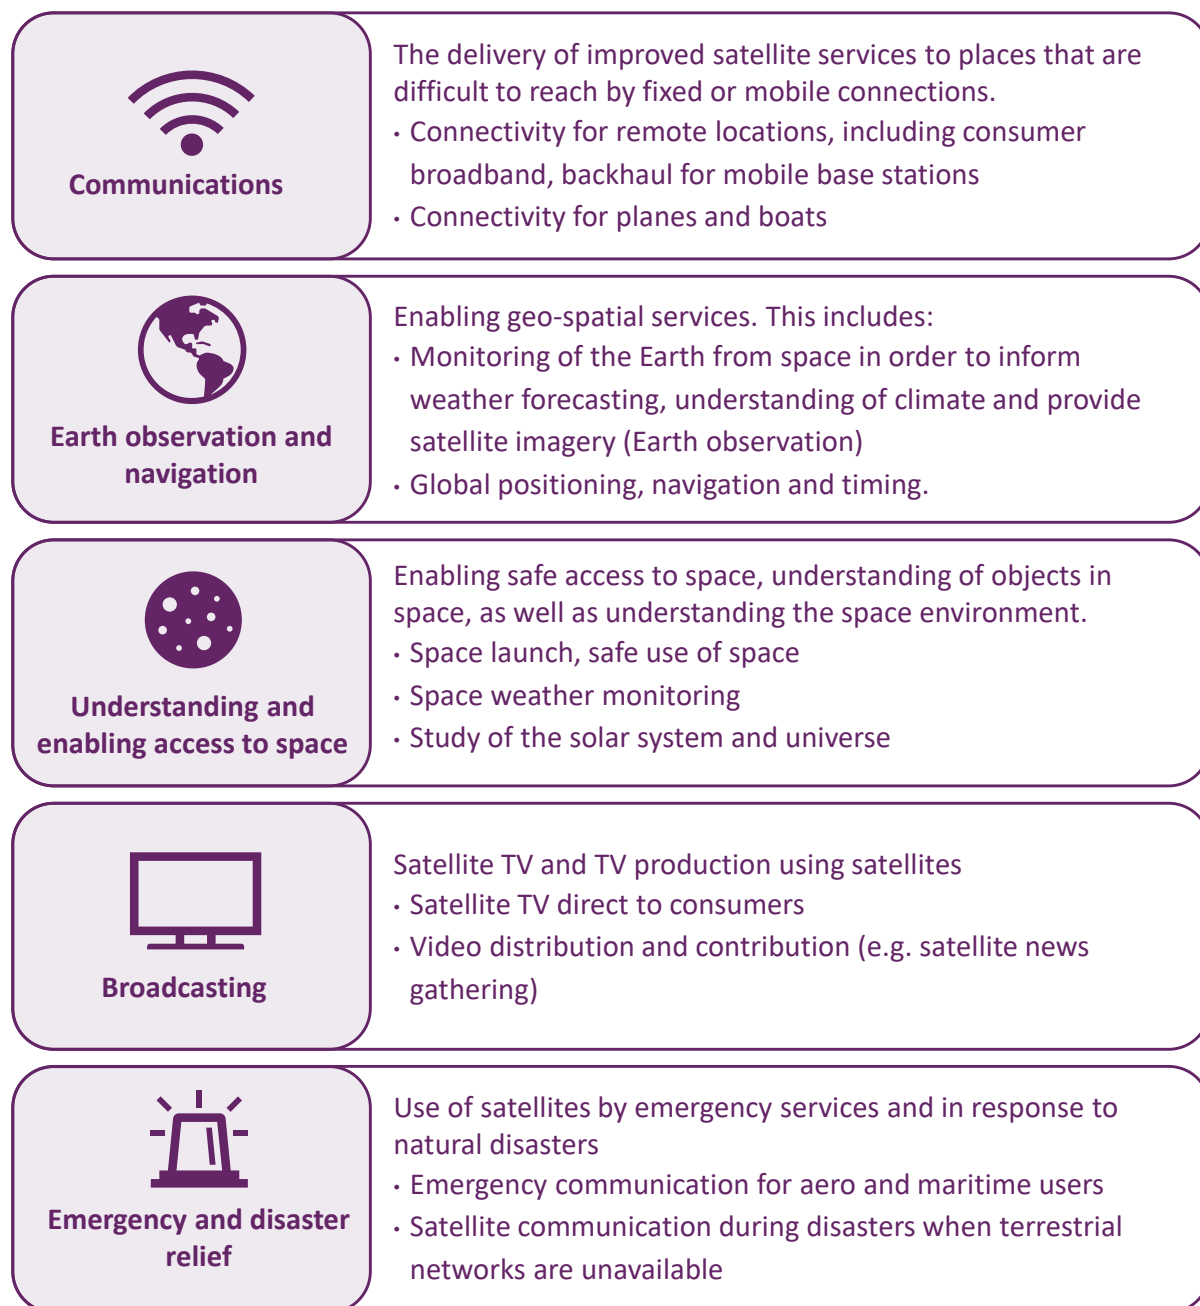 Communications
The delivery of improved satellite services to places that are
difficult to reach by fixed or mobile connections.
• Connectivity for remote locations, including consumer
broadband, backhaul for mobile base stations
• Connectivity for planes and boats
Earth observation and
navigation
Enabling geo-spatial services. This includes:
• Monitoring of the Earth from space in order to inform
weather forecasting, understanding of climate and provide
satellite imagery (Earth observation)
• Global positioning, navigation and timing.
Understanding and
enabling access to space
Enabling safe access to space, understanding of objects in
space, as well as understanding the space environment.
• Space launch, safe use of space
• Space weather monitoring
• Study of the solar system and universe
Broadcasting
Satellite TV and TV production using satellites
• Satellite TV direct to consumers
• Video distribution and contribution (e.g. satellite news
gathering)
Emergency and disaster
relief
Use of satellites by emergency services and in response to
natural disasters
• Emergency communication for aero and maritime users
• Satellite communication during disasters when terrestrial
networks are unavailable